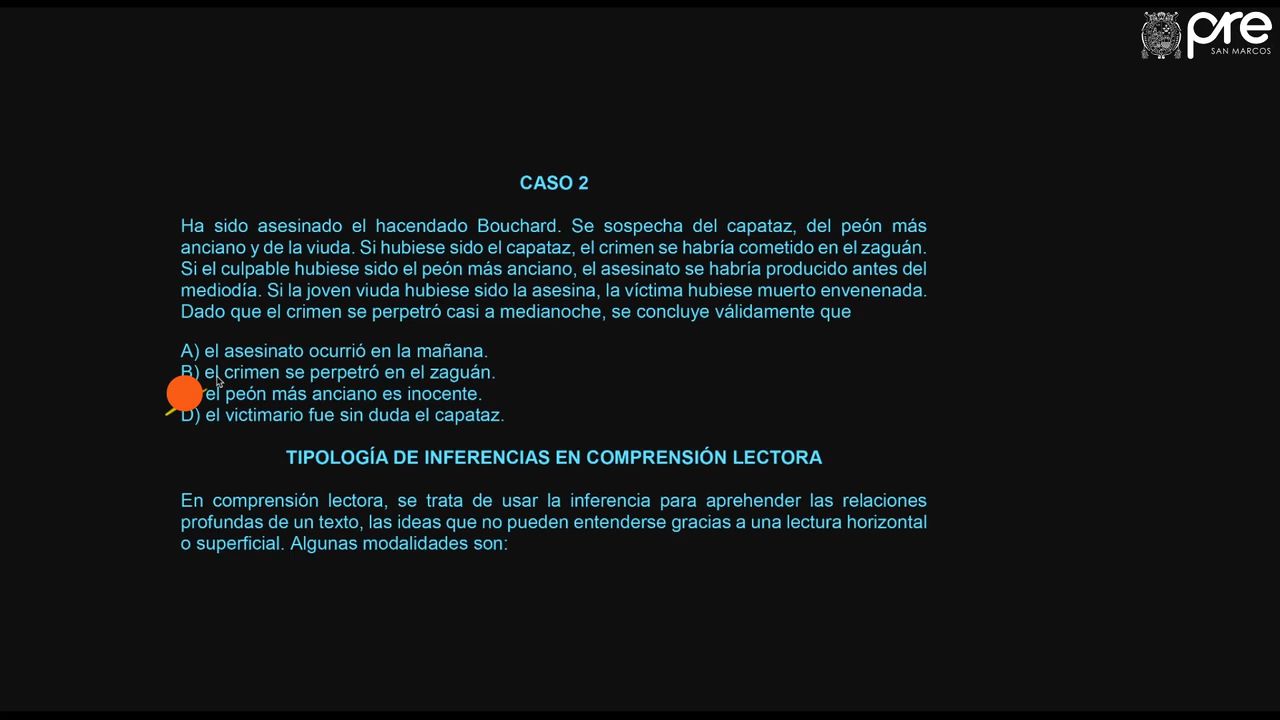 pre
SAN MARCOS
CASO 2
Ha sido asesinado el hacendado Bouchard. Se sospecha del capataz, del peón más
anciano y de la viuda. Si hubiese sido el capataz, el crimen se habría cometido en el zaguán.
Si el culpable hubiese sido el peón más anciano, el asesinato se habría producido antes del
mediodía. Si la joven viuda hubiese sido la asesina, la víctima hubiese muerto envenenada.
Dado que el crimen se perpetró casi a medianoche, se concluye válidamente que
A) el asesinato ocurrió en la mañana.
B) el crimen se perpetró en el zaguán.
el peón más anciano es inocente.
D) el victimario fue sin duda el capataz.
TIPOLOGÍA DE INFERENCIAS EN COMPRENSIÓN LECTORA
En comprensión lectora, se trata de usar la inferencia para aprehender las relaciones
profundas de un texto, las ideas que no pueden entenderse gracias a una lectura horizontal
o superficial. Algunas modalidades son: